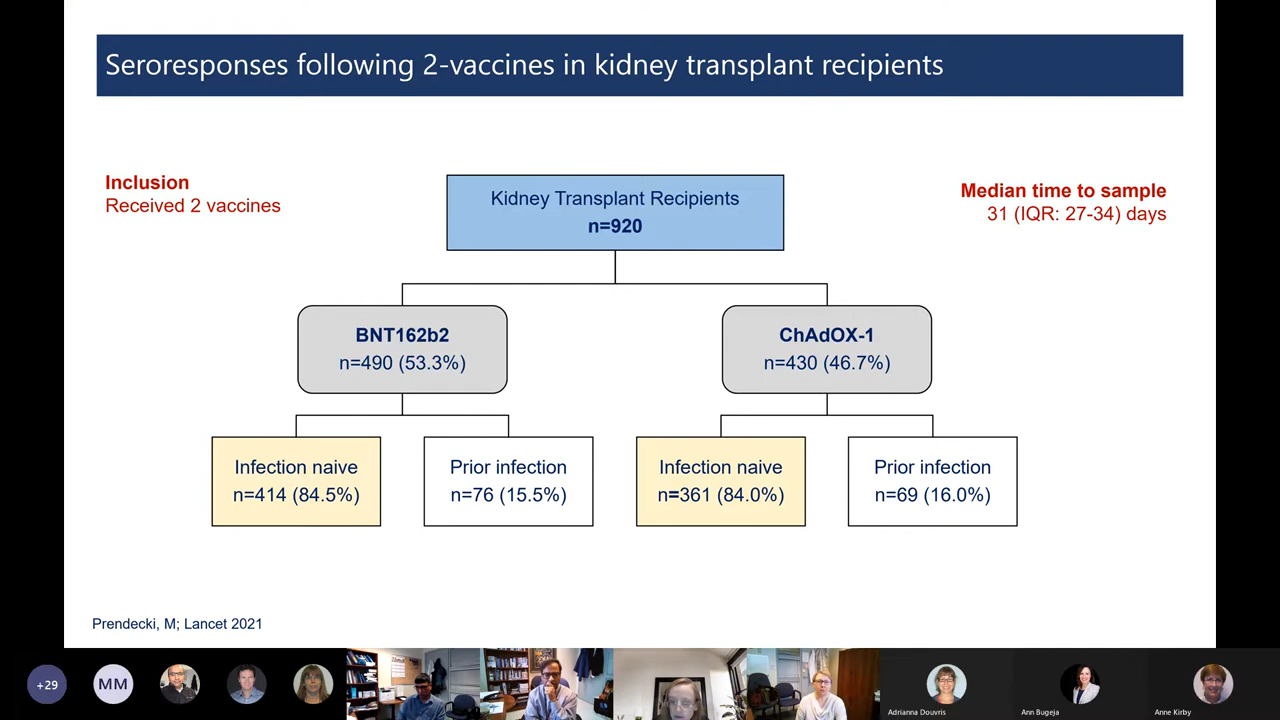 Seroresponses following 2-vaccines in kidney transplant recipients
Inclusion
Received 2 vaccines
Kidney Transplant Recipients
n=920
Median time to sample
31 (IQR: 27-34) days
BNT162b2
n=490 (53.3%)
ChAdOX-1
n=430 (46.7%)
Infection naive
n=414 (84.5%)
Prior infection
n=76 (15.5%)
Infection naive
n=361 (84.0%)
Prior infection
n=69 (16.0%)
Prendecki, M; Lancet 2021
+29
MM
Adrianna Douvris
Ann Bugeja
Anne Kirby